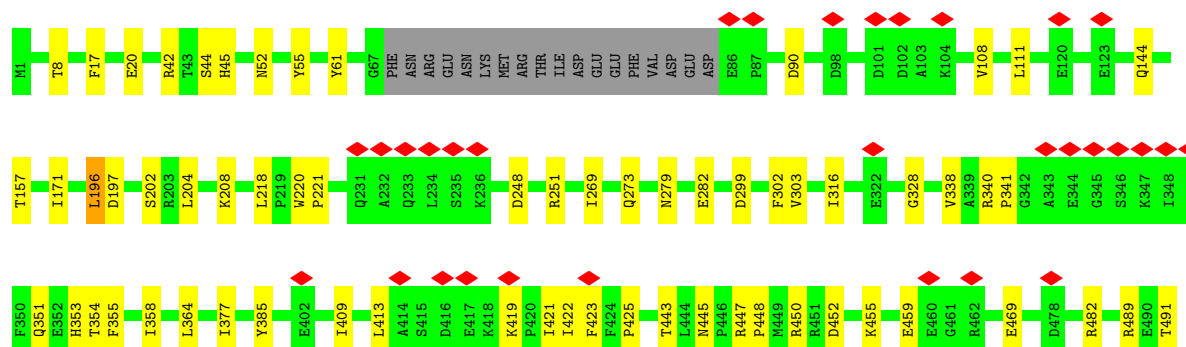 M1 T8 F17 E20 R42 T43 S44 H45 N52 Y55 Y61 G67 PHE ASN ARG GLU ASN LYS MET ARG THR ILE ASP GLU GLU PHE VAL ASP GLU ASP E86 P87 D90 D98 D101 D102 A103 K104 V108 L111 E120 E123 Q144
T157 I171 L196 D197 S202 R203 L204 K208 L218 P219 W220 P221 Q231 A232 Q233 L234 S235 K236 D248 R251 I269 Q273 N279 E282 D299 F302 V303 I316 E322 G328 V338 A339 R340 P341 G342 A343 E344 G345 S346 K347 I348
F350 Q351 E352 H353 T354 F355 I358 L364 I377 Y385 E402 I409 L413 A414 S415 D416 E417 K418 K419 P420 I421 I422 F423 F424 P425 T443 L444 N445 P446 R447 P448 M449 R450 R451 D452 K455 E459 E460 G461 R462 E469 D478 R482 R489 E490 T491